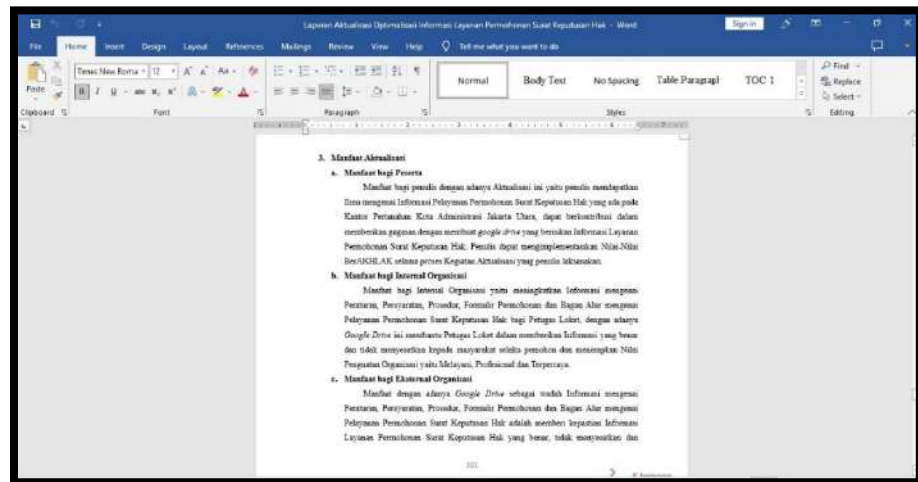 Laporan Aktualisasi Optimalisasi Informasi Layanan Permohonan Surat Keputusan Hak - Word
Sign in
File Home Insert Design Layout References Mailings Review View Help Tell me what you want to do
Times New Roma 12
Paste
Normal Body Text No Spacing Table Paragrapl TOC 1
Find
Replace
Select
Clipboard Font Paragraph Styles Editing
3. Manfaat Aktualisasi
a. Manfaat bagi Peserta
Manfaat bagi penulis dengan adanya Aktualisasi ini yaitu penulis mendapatkan
Ilmu mengenai Informasi Pelayanan Permohonan Surat Keputusan Hak yang ada pada
Kantor Pertanahan Kota Administrasi Jakarta Utara, dapat berkontribusi dalam
memberikan gagasan dengan membuat google drive yang berisikan Informasi Layanan
Permohonan Surat Keputusan Hak. Penulis dapat mengimplementasikan Nilai-Nilai
BerAKHLAK selama proses Kegiatan Aktualisasi yang penulis laksanakan.
b. Manfaat bagi Internal Organisasi
Manfaat bagi Internal Organisasi yaitu meningkatkan Informasi mengenai
Peraturan, Persyaratan, Prosedur, Formulir Permohonan dan Bagan Alur mengenai
Pelayanan Permohonan Surat Keputusan Hak bagi Petugas Loket, dengan adanya
Google Drive ini membantu Petugas Loket dalam memberikan Informasi yang benar
dan tidak menyesatkan kepada masyarakat selaku pemohon dan menerapkan Nilai
Penguatan Organisasi yaitu Melayani, Profesional dan Terpercaya.
c. Manfaat bagi Eksternal Organisasi
Manfaat dengan adanya Google Drive sebagai wadah Informasi mengenai
Peraturan, Persyaratan, Prosedur, Formulir Permohonan dan Bagan Alur mengenai
Pelayanan Permohonan Surat Keputusan Hak adalah memberi kepastian Informasi
Layanan Permohonan Surat Keputusan Hak yang benar, tidak menyesatkan dan